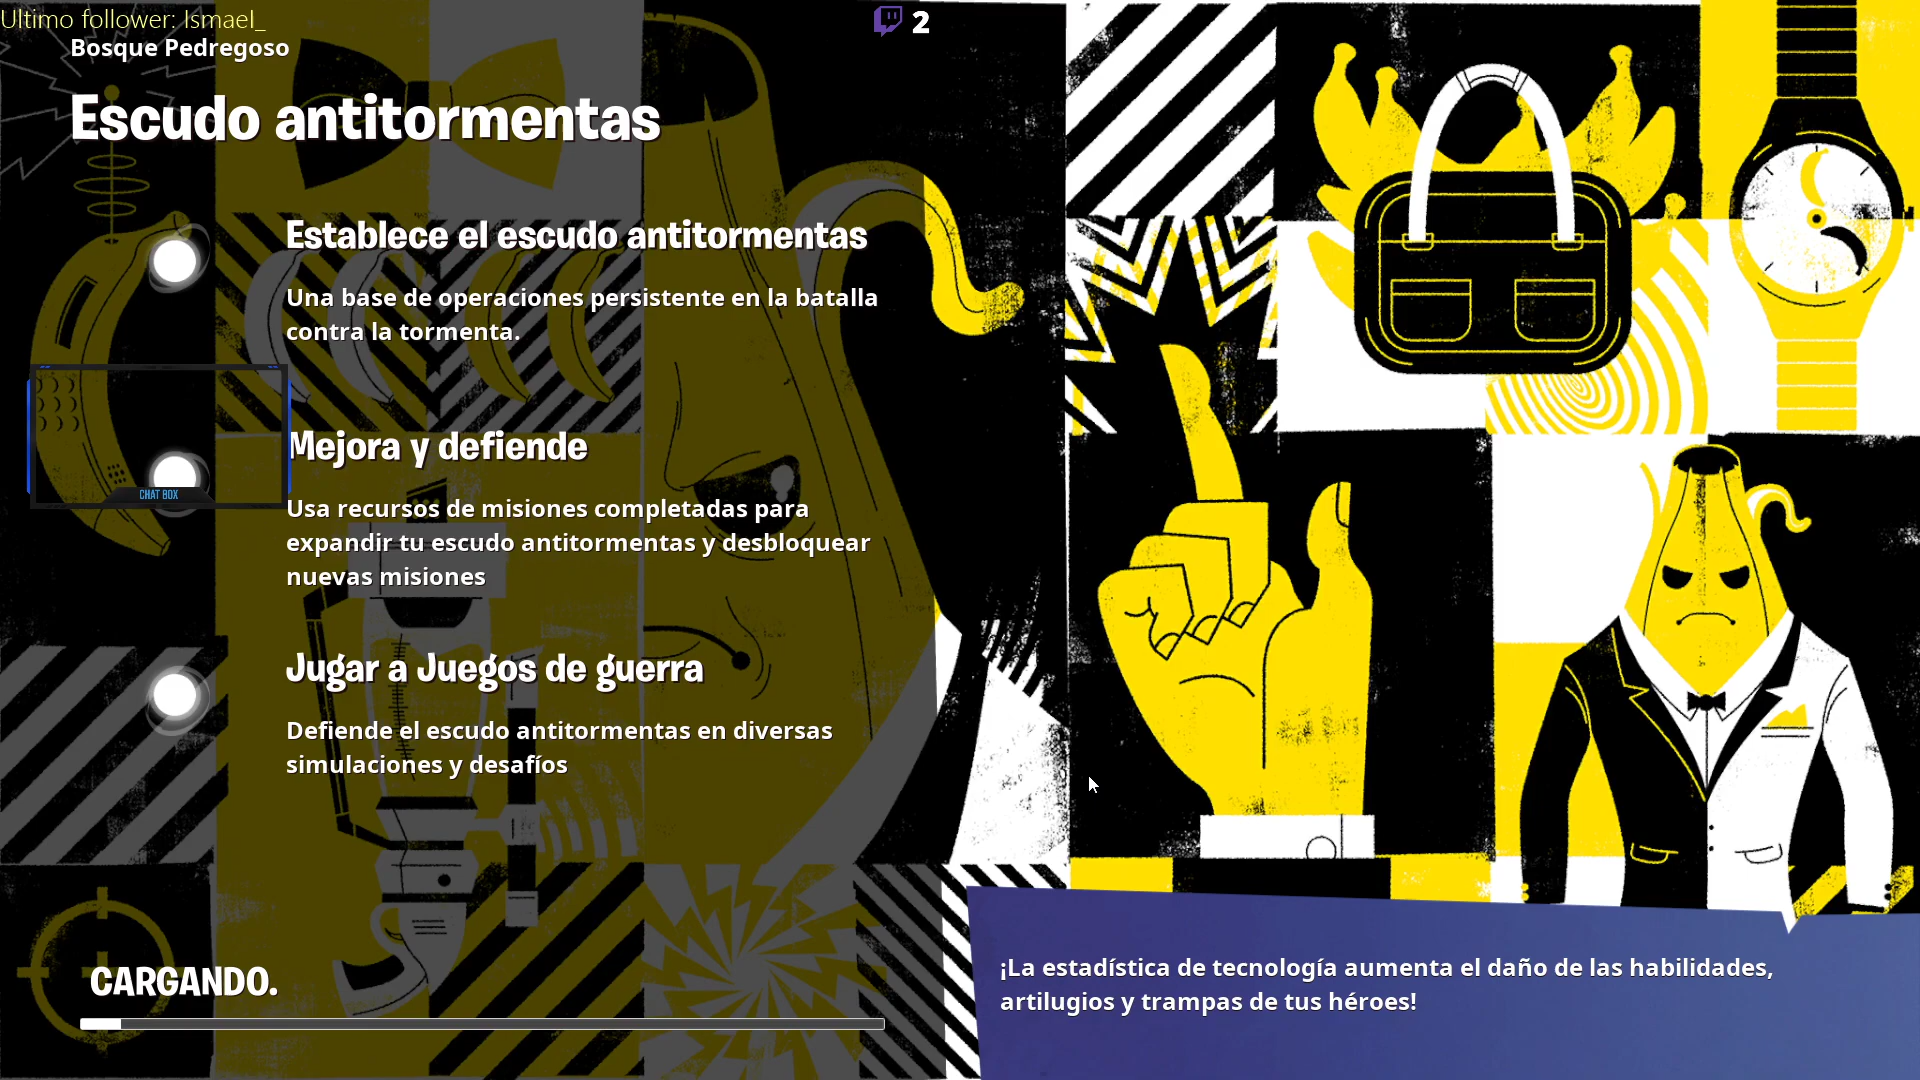 Ultimo follower: Ismael_
2
Bosque Pedregoso
Escudo antitormentas
Establece el escudo antitormentas
Una base de operaciones persistente en la batalla
contra la tormenta.
Mejora y defiende
Usa recursos de misiones completadas para
expandir tu escudo antitormentas y desbloquear
nuevas misiones
CHAT BOX
Jugar a Juegos de guerra
Defiende el escudo antitormentas en diversas
simulaciones y desafíos
CARGANDO.
¡La estadística de tecnología aumenta el daño de las habilidades,
artilugios y trampas de tus héroes!